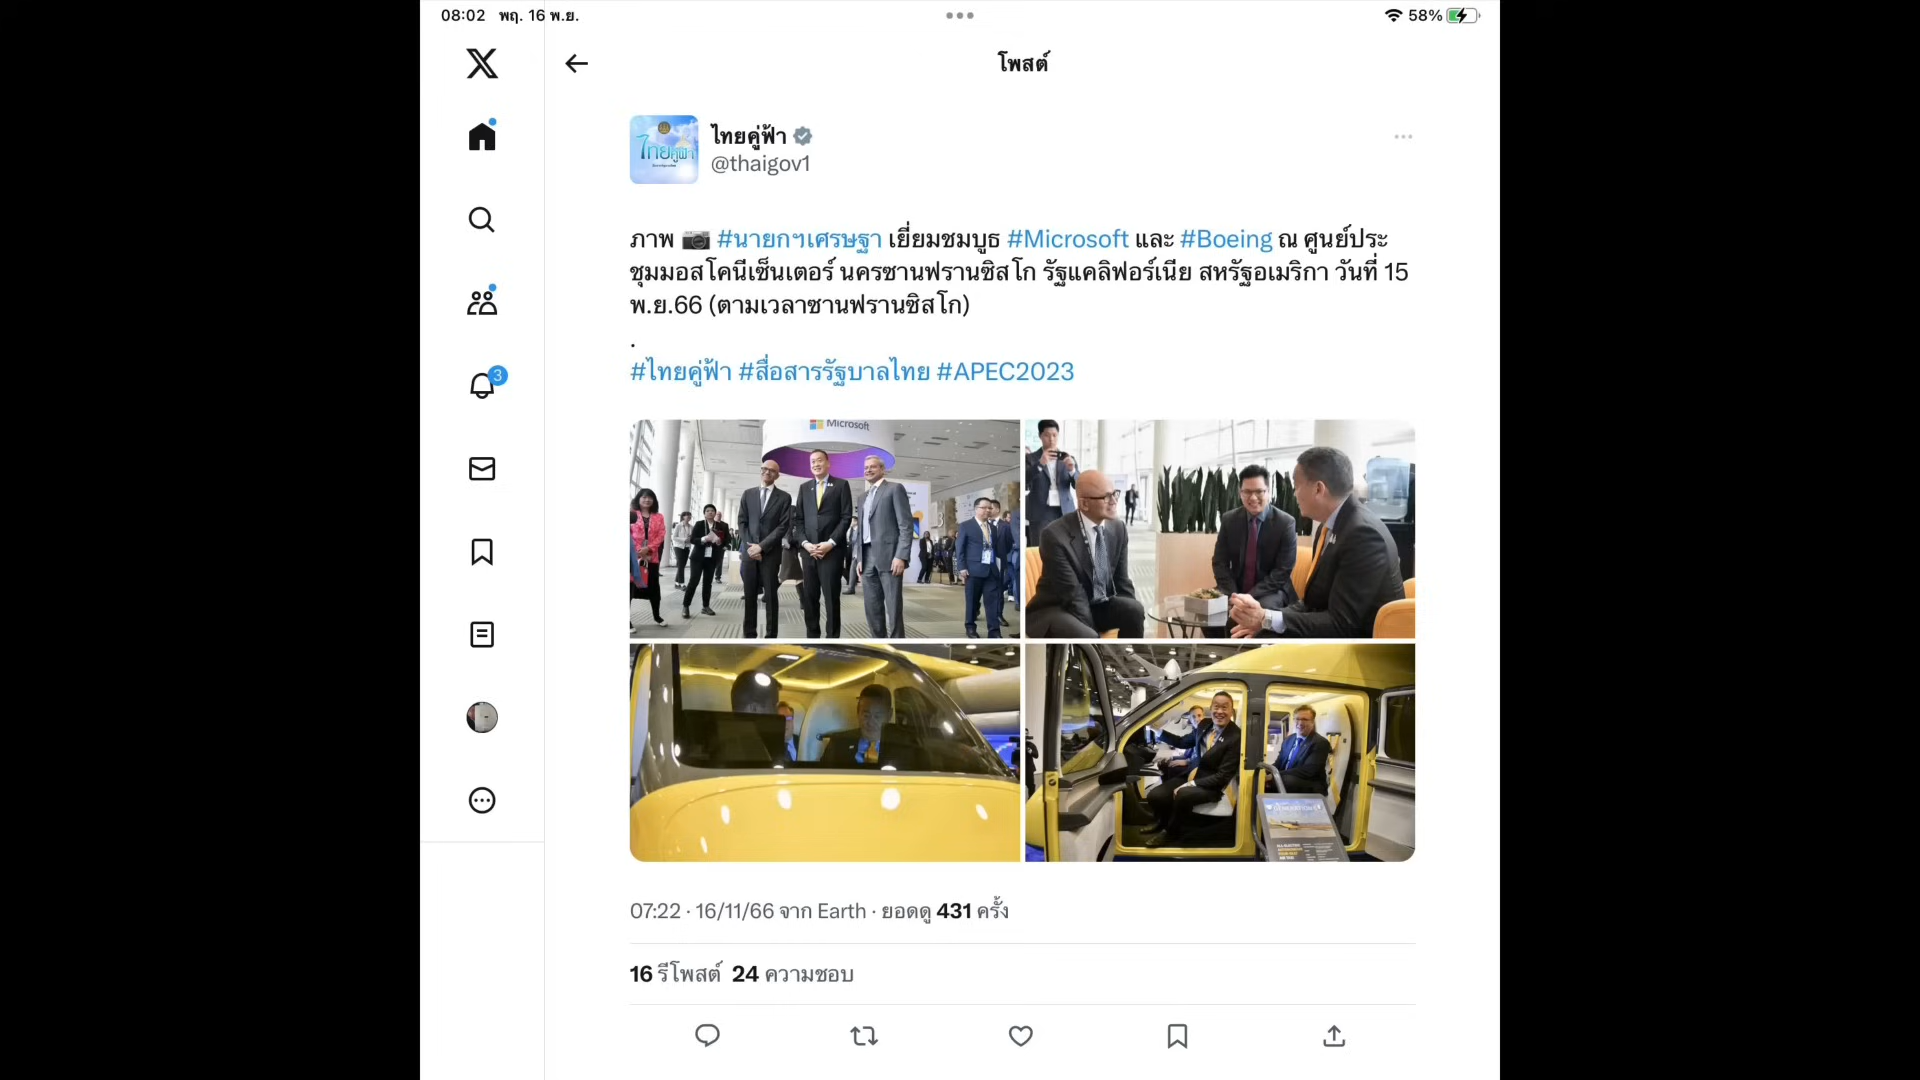 08:02 พฤ. 16 พ.ย.
58%
โพสต์
ไทยคู่ฟ้า
ไทยคู่ฟ้า
@thaigov1
ภาพ 📷 #นายกฯเศรษฐา เยี่ยมชมบูธ #Microsoft และ #Boeing ณ ศูนย์ประ
ชุมมอสโคนีเซ็นเตอร์ นครซานฟรานซิสโก รัฐแคลิฟอร์เนีย สหรัฐอเมริกา วันที่ 15
พ.ย.66 (ตามเวลาซานฟรานซิสโก)
.
#ไทยคู่ฟ้า #สื่อสารรัฐบาลไทย #APEC2023
3
Microsoft
07:22 · 16/11/66 จาก Earth · ยอดดู 431 ครั้ง
16 รีโพสต์ 24 ความชอบ